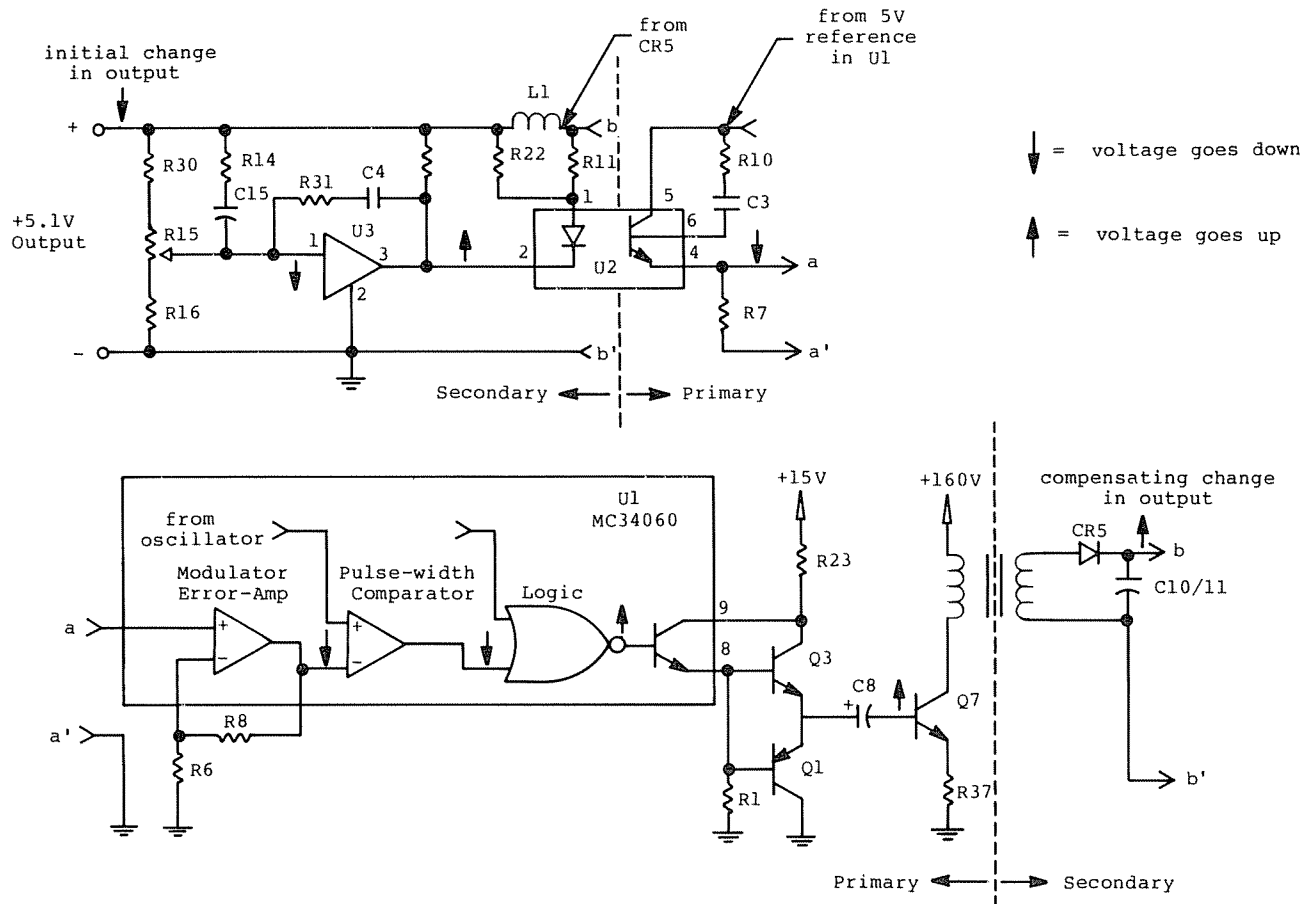 initial change
in output
from
CR5
from 5V
reference
in U1
L1
+
b
R30
R14
R22
R11
R10
= voltage goes down
C4
R31
C15
1
5
C3
+5.1V
Output
R15
U3
6
= voltage goes up
1
3
2
U2
4
a
2
R16
R7
-
b'
a'
Secondary
Primary
+15V
+160V
compensating change
in output
U1
MC34060
from
oscillator
CR5
b
R23
C10/11
Modulator
Error-Amp
Pulse-width
Comparator
Logic
9
a
+
+
8
-
-
Q3
C8
+
Q7
R8
a'
R6
Q1
b'
R1
R37
Primary
Secondary